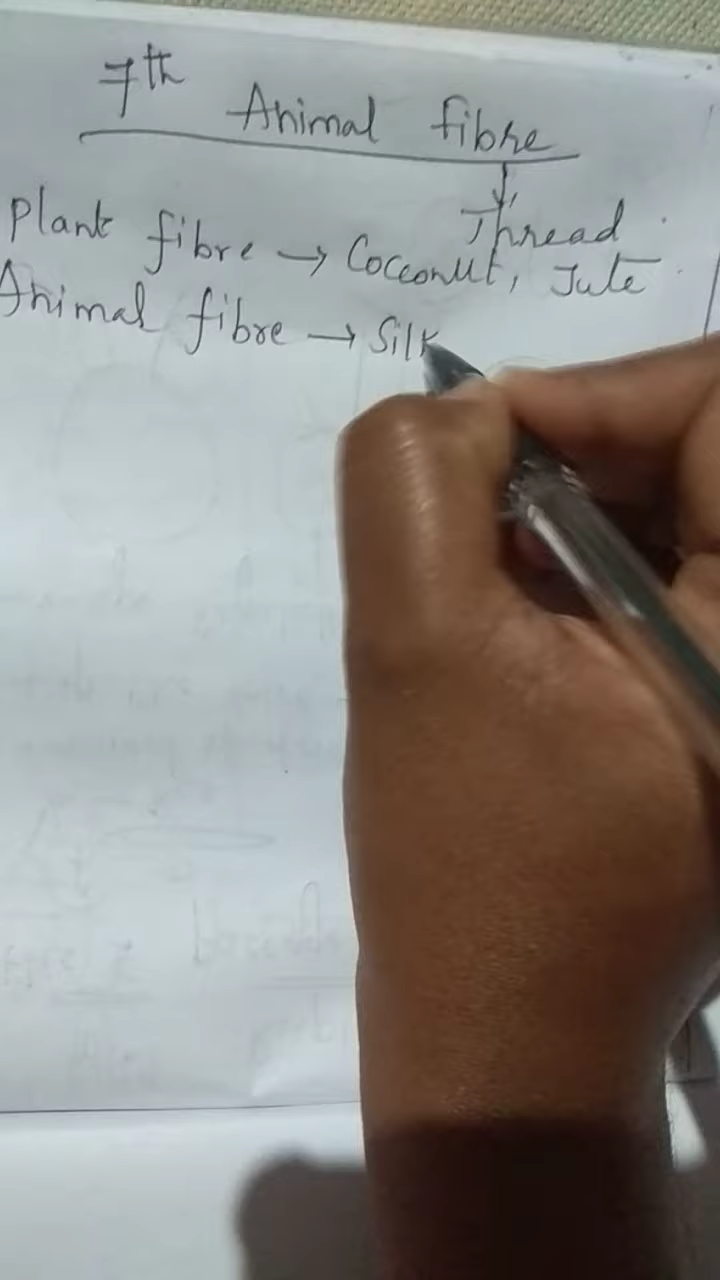 7th Animal fibre
Thread
Plant fibre → Coconut, Jute
Animal fibre → Silk